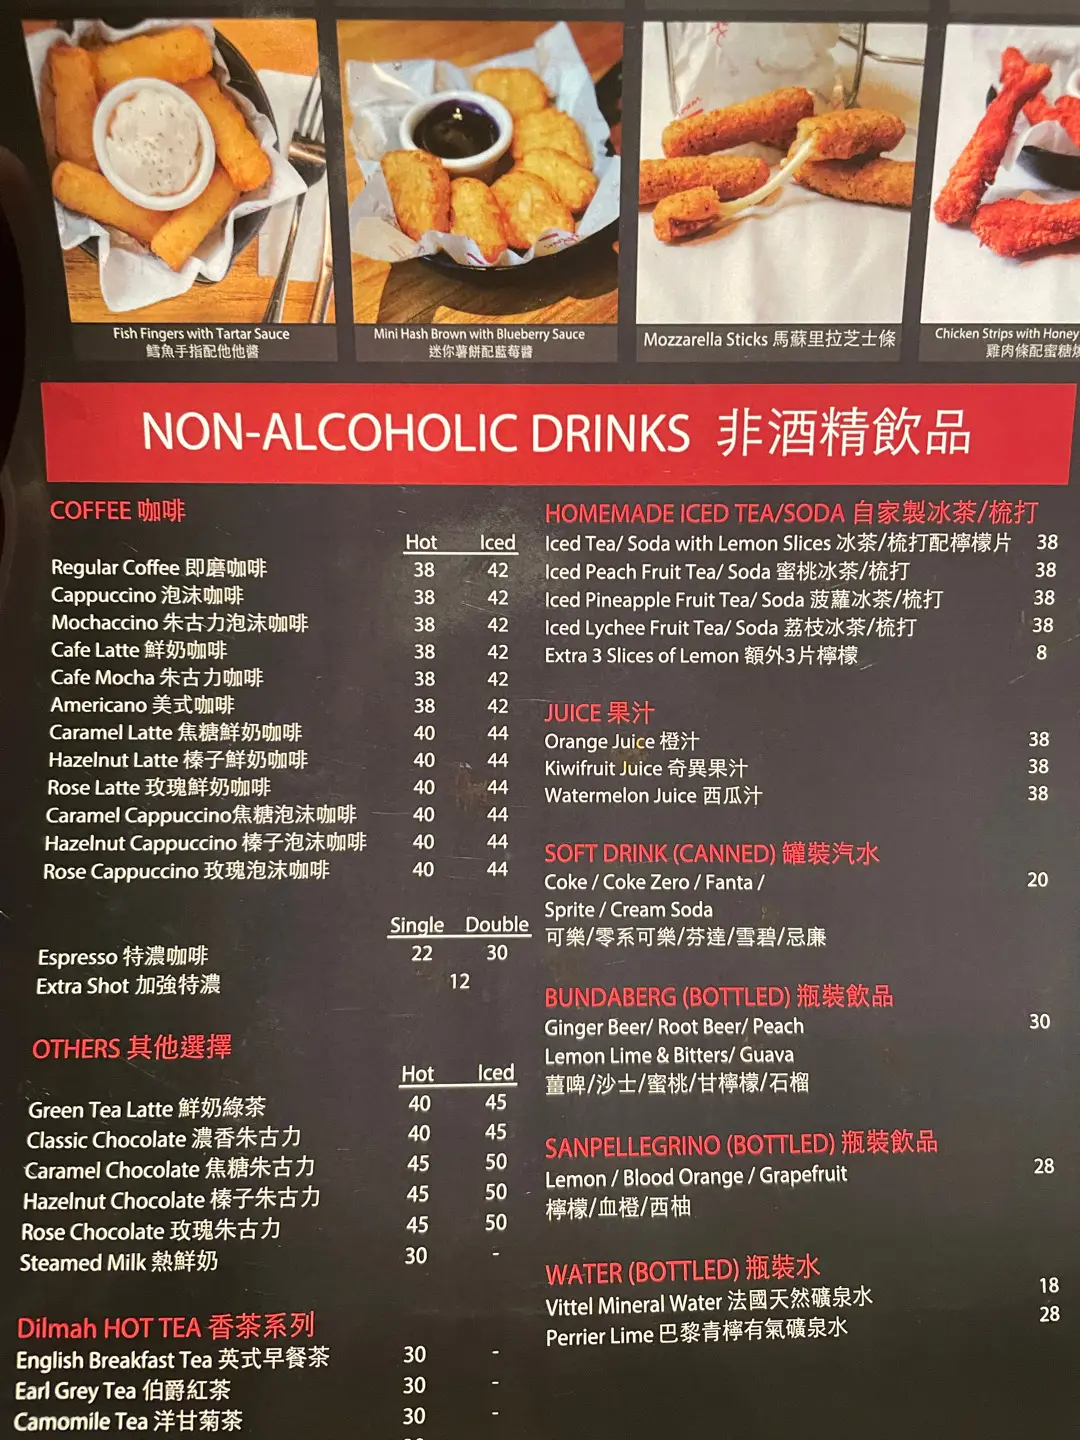 Fish Fingers with Tartar Sauce
鱈魚手指配他他醬
Mini Hash Brown with Blueberry Sauce
迷你薯餅配藍莓醬
Mozzarella Sticks 馬蘇里拉芝士條
Chicken Strips with Honey
雞肉條配蜜糖
NON-ALCOHOLIC DRINKS 非酒精飲品
COFFEE 咖啡
Hot Iced
Regular Coffee 即磨咖啡 38 42
Cappuccino 泡沫咖啡 38 42
Mochaccino 朱古力泡沫咖啡 38 42
Cafe Latte 鮮奶咖啡 38 42
Cafe Mocha 朱古力咖啡 38 42
Americano 美式咖啡 38 42
Caramel Latte 焦糖鮮奶咖啡 40 44
Hazelnut Latte 榛子鮮奶咖啡 40 44
Rose Latte 玫瑰鮮奶咖啡 40 44
Caramel Cappuccino焦糖泡沫咖啡 40 44
Hazelnut Cappuccino 榛子泡沫咖啡 40 44
Rose Cappuccino 玫瑰泡沫咖啡 40 44
Single Double
Espresso 特濃咖啡 22 30
Extra Shot 加強特濃 12
OTHERS 其他選擇
Hot Iced
Green Tea Latte 鮮奶綠茶 40 45
Classic Chocolate 濃香朱古力 40 45
Caramel Chocolate 焦糖朱古力 45 50
Hazelnut Chocolate 榛子朱古力 45 50
Rose Chocolate 玫瑰朱古力 45 50
Steamed Milk 熱鮮奶 30 -
Dilmah HOT TEA 香茶系列
English Breakfast Tea 英式早餐茶 30 -
Earl Grey Tea 伯爵紅茶 30 -
Camomile Tea 洋甘菊茶 30 -
HOMEMADE ICED TEA/SODA 自家製冰茶/梳打
Iced Tea/ Soda with Lemon Slices 冰茶/梳打配檸檬片 38
Iced Peach Fruit Tea/ Soda 蜜桃冰茶/梳打 38
Iced Pineapple Fruit Tea/ Soda 菠蘿冰茶/梳打 38
Iced Lychee Fruit Tea/ Soda 荔枝冰茶/梳打 38
Extra 3 Slices of Lemon 額外3片檸檬 8
JUICE 果汁
Orange Juice 橙汁 38
Kiwifruit Juice 奇異果汁 38
Watermelon Juice 西瓜汁 38
SOFT DRINK (CANNED) 罐裝汽水
Coke / Coke Zero / Fanta / 20
Sprite / Cream Soda
可樂/零系可樂/芬達/雪碧/忌廉
BUNDABERG (BOTTLED) 瓶裝飲品
Ginger Beer/ Root Beer/ Peach 30
Lemon Lime & Bitters/ Guava
薑啤/沙士/蜜桃/甘檸檬/石榴
SANPELLEGRINO (BOTTLED) 瓶裝飲品
Lemon / Blood Orange / Grapefruit 28
檸檬/血橙/西柚
WATER (BOTTLED) 瓶裝水
Vittel Mineral Water 法國天然礦泉水 18
Perrier Lime 巴黎青檸有氣礦泉水 28